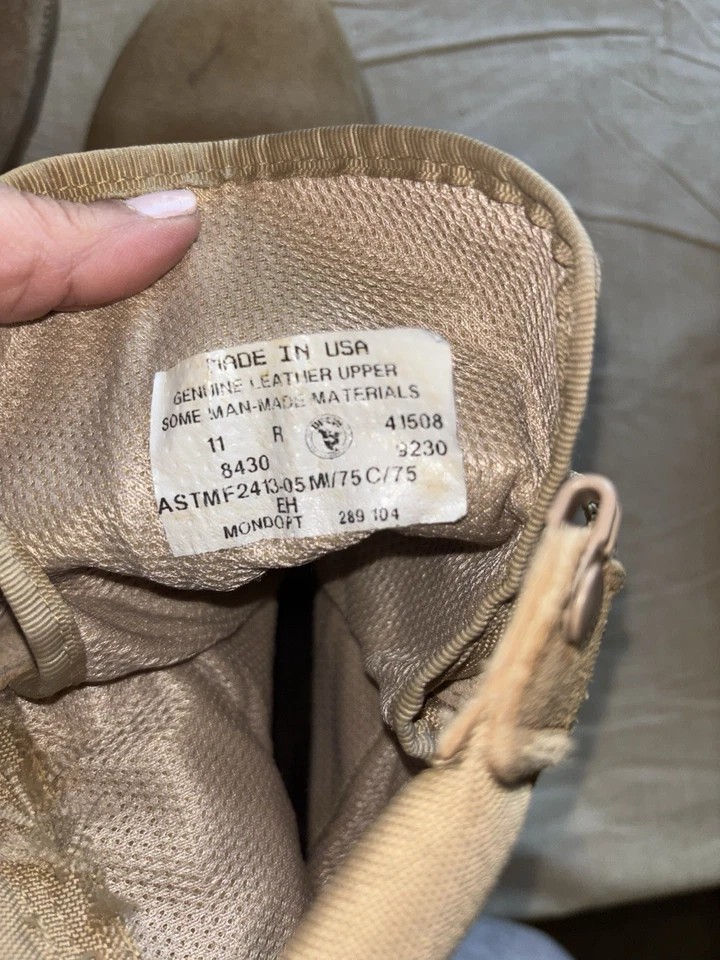 MADE IN USA
GENUINE LEATHER UPPER
SOME MAN-MADE MATERIALS
11 R 41508
8430 9230
ASTMF2413-05 MI/75 C/75
EH
MONDOPT 289 104